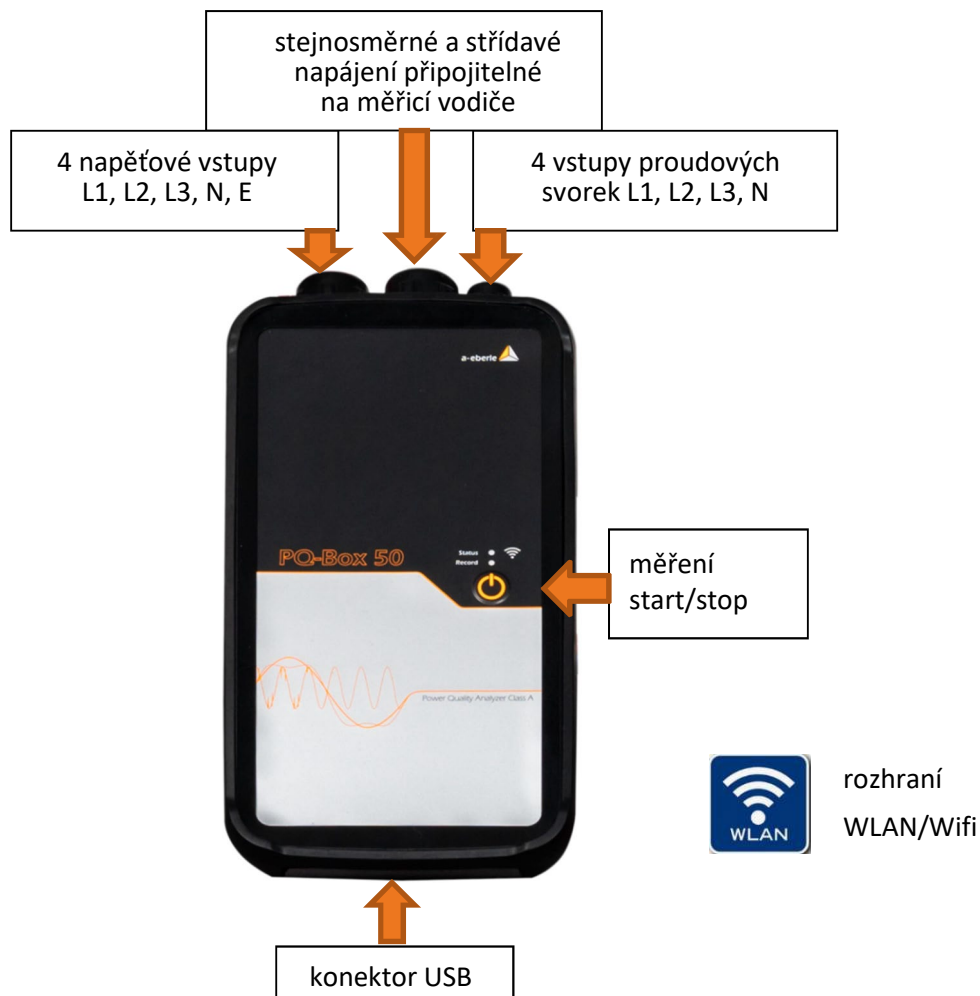 stejnosměrné a střídavé
napájení připojitelné
na měřicí vodiče
4 napěťové vstupy
L1, L2, L3, N, E
4 vstupy proudových
svorek L1, L2, L3, N
a-eberle
PQ-Box 50
Status
Record
měření
start/stop
Power Quality Analyzer Class A
WLAN
rozhraní
WLAN/Wifi
konektor USB